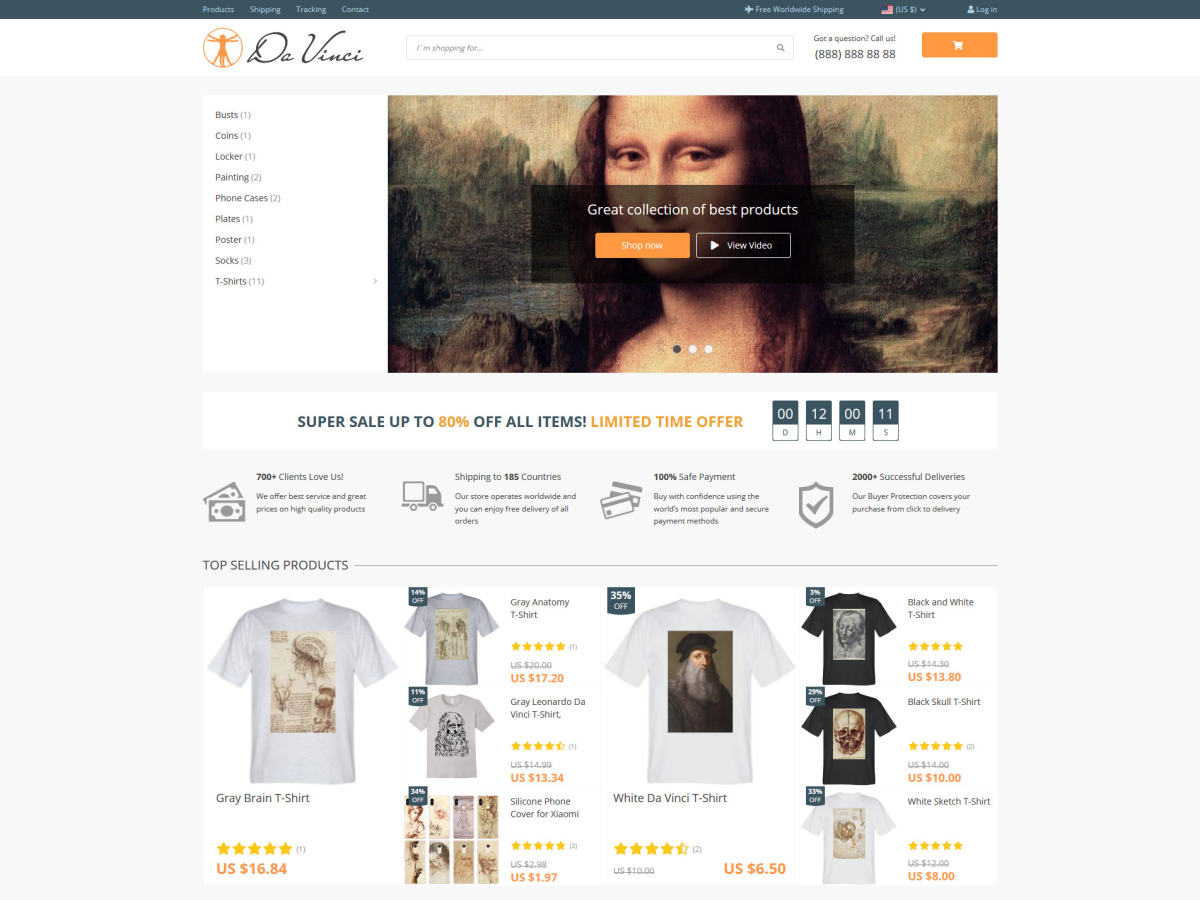 Products Shipping Tracking Contact
Free Worldwide Shipping (US $) Log in
Da Vinci
I`m shopping for...
Got a question? Call us!
(888) 888 88 88
Busts (1)
Coins (1)
Locker (1)
Painting (2)
Phone Cases (2)
Plates (1)
Poster (1)
Socks (3)
T-Shirts (11)
Great collection of best products
Shop now View Video
SUPER SALE UP TO 80% OFF ALL ITEMS! LIMITED TIME OFFER
00 12 00 11
D H M S
700+ Clients Love Us!
We offer best service and great
prices on high quality products
Shipping to 185 Countries
Our store operates worldwide and
you can enjoy free delivery of all
orders
100% Safe Payment
Buy with confidence using the
world's most popular and secure
payment methods
2000+ Successful Deliveries
Our Buyer Protection covers your
purchase from click to delivery
TOP SELLING PRODUCTS
Gray Brain T-Shirt
(1)
US $16.84
14%
OFF
Gray Anatomy
T-Shirt
(1)
US $20.00
US $17.20
11%
OFF
Gray Leonardo Da
Vinci T-Shirt,
(1)
US $14.99
US $13.34
34%
OFF
Silicone Phone
Cover for Xiaomi
(2)
US $2.98
US $1.97
35%
OFF
White Da Vinci T-Shirt
(2)
US $10.00
US $6.50
3%
OFF
Black and White
T-Shirt
US $14.30
US $13.80
29%
OFF
Black Skull T-Shirt
(2)
US $14.00
US $10.00
33%
OFF
White Sketch T-Shirt
US $12.00
US $8.00